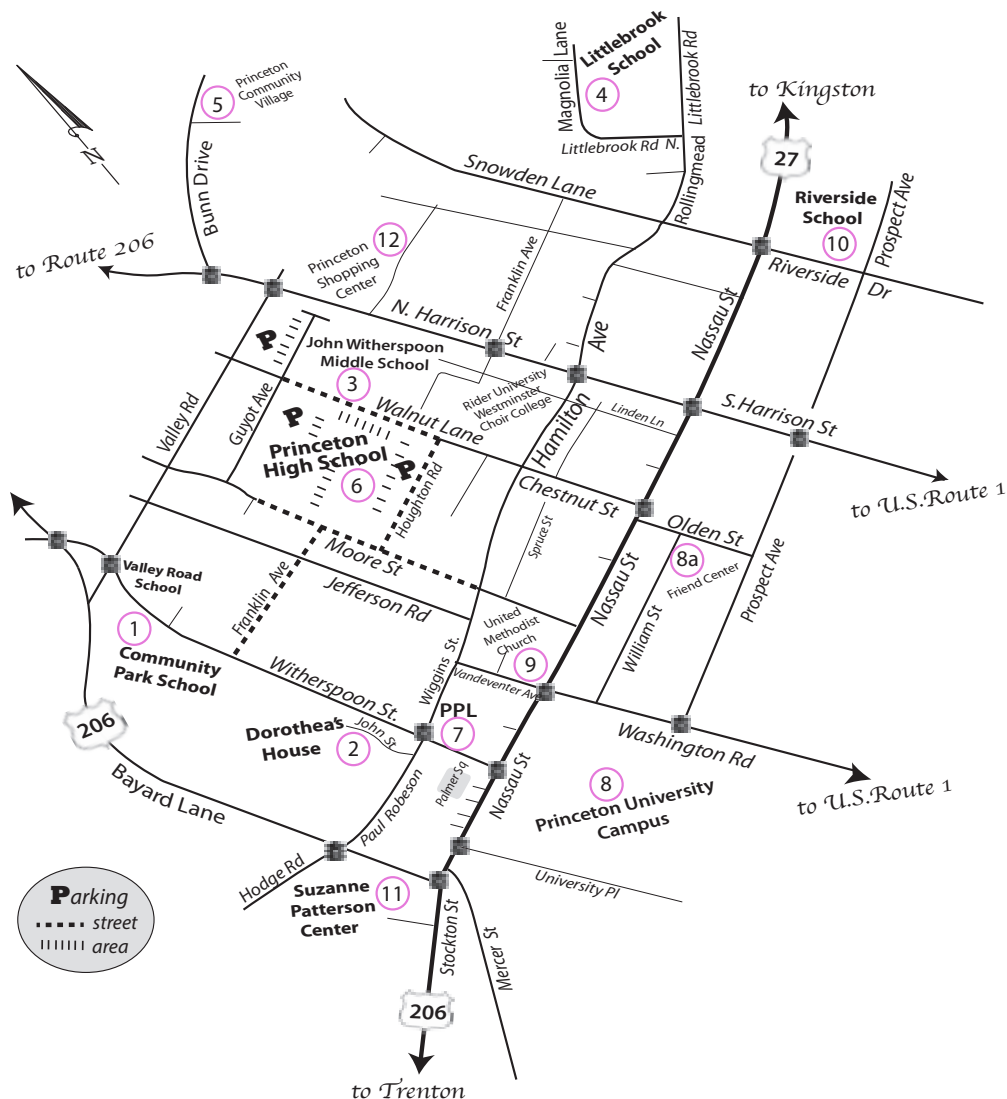 Magnolia Lane
Littlebrook
School
4
Littlebrook Rd
Littlebrook Rd N.
Rollingmead
to Kingston
27
5
Princeton
Community
Village
Bunn Drive
N
Snowden Lane
Riverside
School
10
Prospect Ave
Riverside
Dr
to Route 206
12
Princeton
Shopping
Center
Franklin Ave
N. Harrison
St
Ave
Nassau St
P
John Witherspoon
Middle School
3
Walnut Lane
Rider University
Westminster
Choir College
Hamilton
Linden Ln
S.Harrison St
to U.S.Route 1
Valley Rd
Guyot Ave
P
Princeton
High School
6
P
Houghton Rd
Chestnut St
Spruce St
Olden St
8a
Friend Center
Prospect Ave
Nassau St
William St
Moore St
Jefferson Rd
Franklin Ave
Valley Road
School
1
Community
Park School
Witherspoon St.
Wiggins St.
United
Methodist
Church
9
Vandeventer Ave
Washington Rd
to U.S.Route 1
206
Bayard Lane
Dorothea's
House
2
John St
PPL
7
Palmer Sq
Nassau St
8
Princeton University
Campus
Paul Robeson
Hodge Rd
Suzanne
Patterson
Center
11
University Pl
Stockton St
Mercer St
206
to Trenton
Parking
street
area